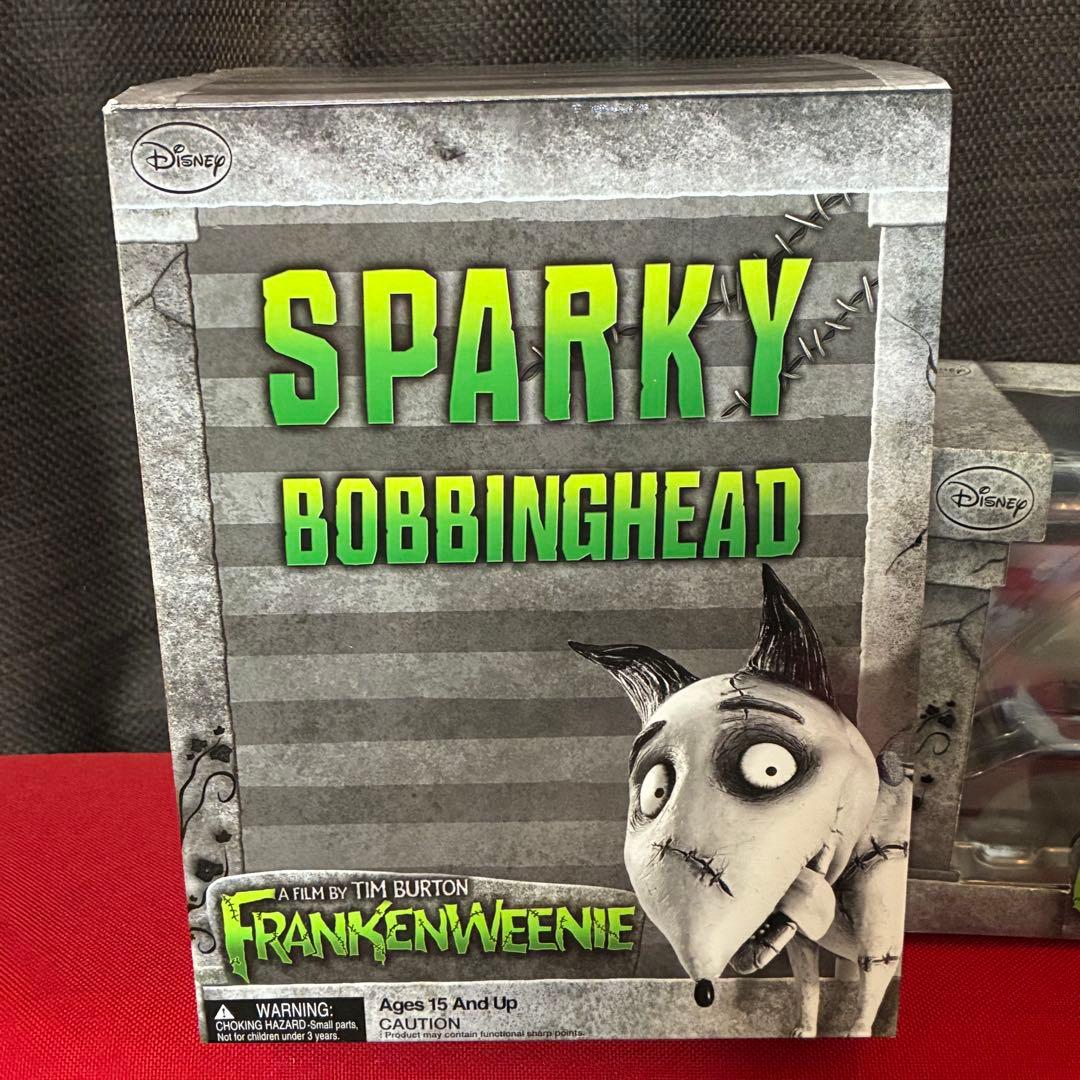 Disney
SPARKY
BOBBINGHEAD
Disney
A FILM BY TIM BURTON
FRANKENWEENIE
WARNING:
CHOKING HAZARD-Small parts,
Not for children under 3 years.
Ages 15 And Up
CAUTION
Product may contain functional sharp points.